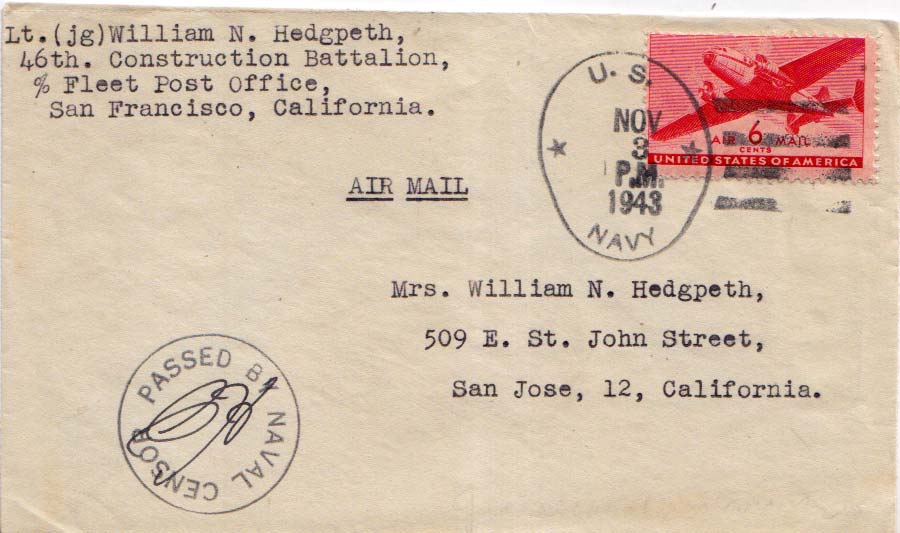 Lt.(jg)William N. Hedgpeth,
46th. Construction Battalion,
% Fleet Post Office,
San Francisco, California.
U. S.
NOV
3
P.M.
1943
NAVY
AIR 6 MAIL
CENTS
UNITED STATES OF AMERICA
AIR MAIL
Mrs. William N. Hedgpeth,
509 E. St. John Street,
San Jose, 12, California.
PASSED BY NAVAL CENSOR